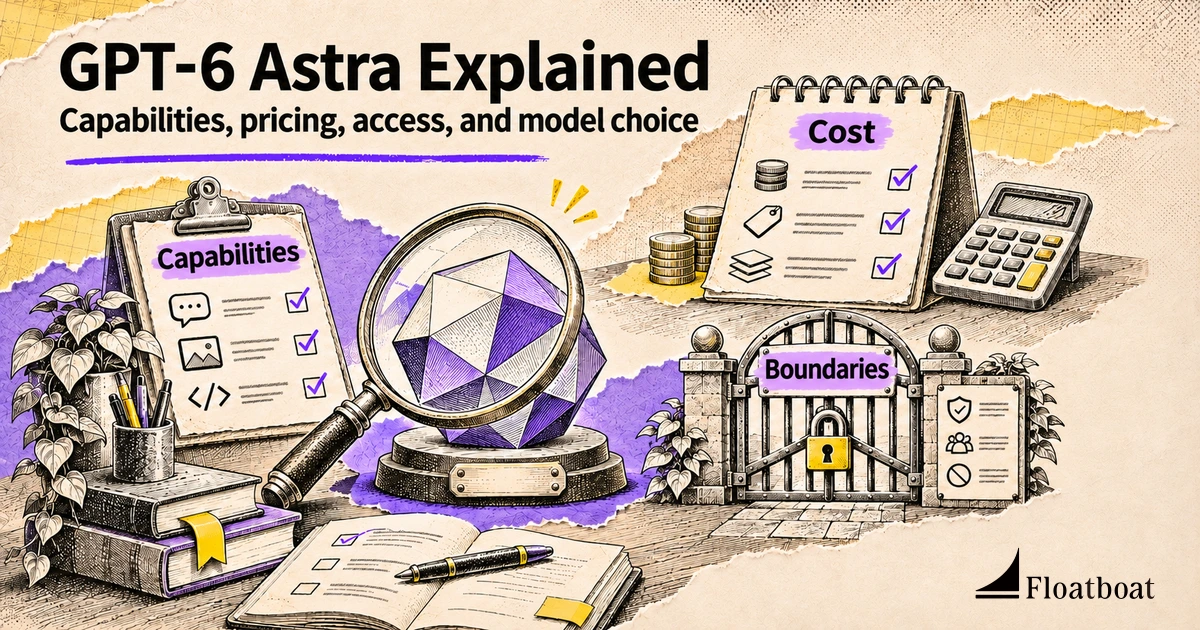 GPT-6 Astra Explained
Capabilities, pricing, access, and model choice
Cost
Capabilities
</>
Boundaries
Floatboat